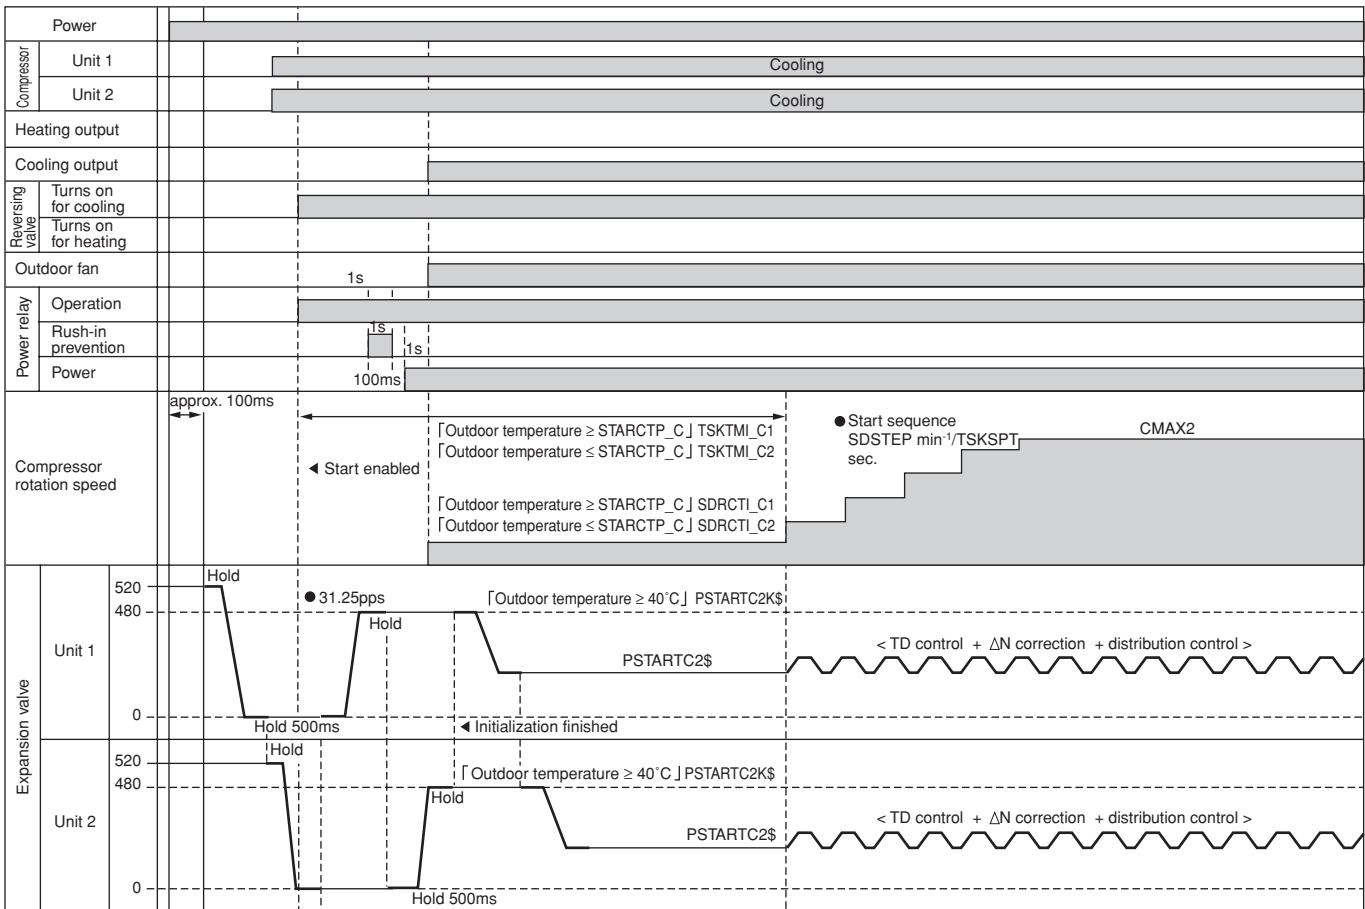 Power
Compressor
Unit 1
Cooling
Unit 2
Cooling
Heating output
Cooling output
Reversing valve
Turns on
for cooling
Turns on
for heating
Outdoor fan
1s
Power relay
Operation
Rush-in
prevention
1s
1s
Power
100ms
approx. 100ms
Compressor
rotation speed
◀ Start enabled
「Outdoor temperature ≥ STARCTP_C」 TSKTMI_C1
「Outdoor temperature ≤ STARCTP_C」 TSKTMI_C2
「Outdoor temperature ≥ STARCTP_C」 SDRCTI_C1
「Outdoor temperature ≤ STARCTP_C」 SDRCTI_C2
● Start sequence
SDSTEP min⁻¹/TSKSPT
sec.
CMAX2
Expansion valve
Unit 1
520
480
0
Hold
● 31.25pps
Hold
「Outdoor temperature ≥ 40°C」 PSTARTC2K$
PSTARTC2$
< TD control + ΔN correction + distribution control >
Hold 500ms
◀ Initialization finished
Unit 2
520
480
0
Hold
「Outdoor temperature ≥ 40°C」PSTARTC2K$
Hold
PSTARTC2$
< TD control + ΔN correction + distribution control >
Hold 500ms